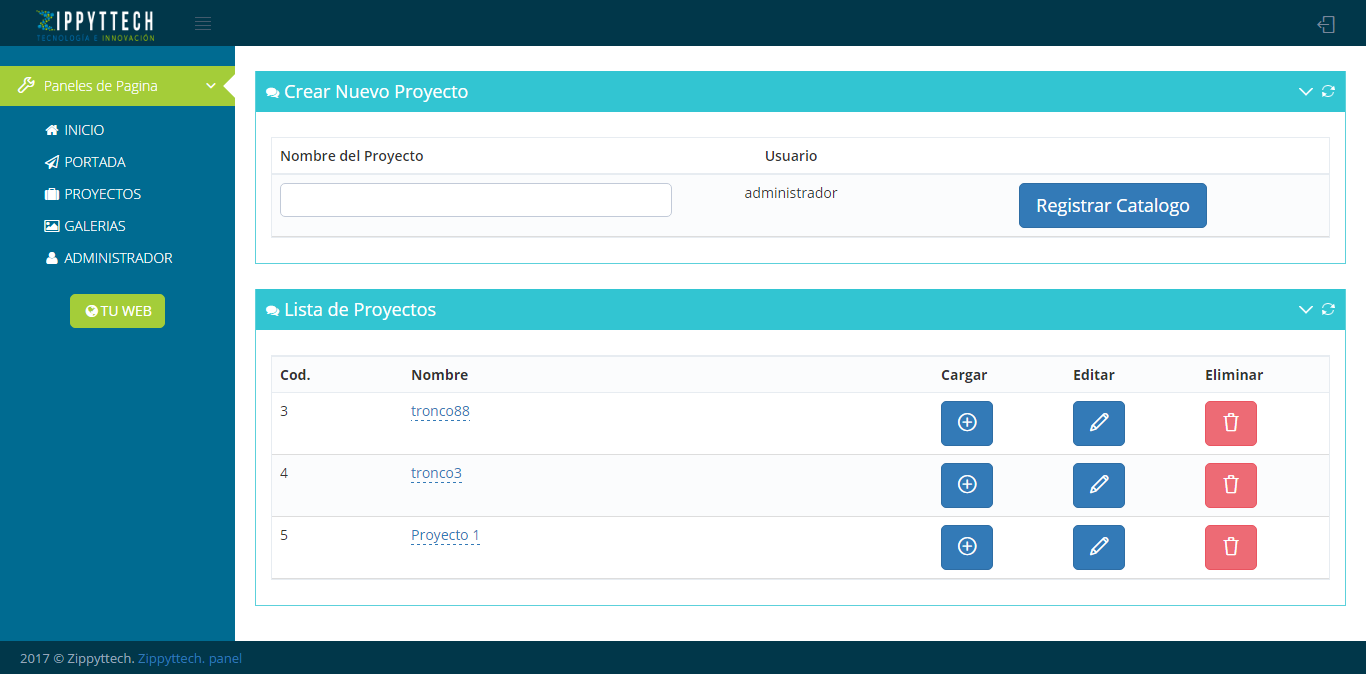 ZIPPYTTECH
TECNOLOGÍA E INNOVACIÓN
Paneles de Pagina
INICIO
PORTADA
PROYECTOS
GALERIAS
ADMINISTRADOR
TU WEB
Crear Nuevo Proyecto
Nombre del Proyecto Usuario
administrador Registrar Catalogo
Lista de Proyectos
Cod. Nombre Cargar Editar Eliminar
3 tronco88
4 tronco3
5 Proyecto 1
2017 © Zippyttech. Zippyttech. panel